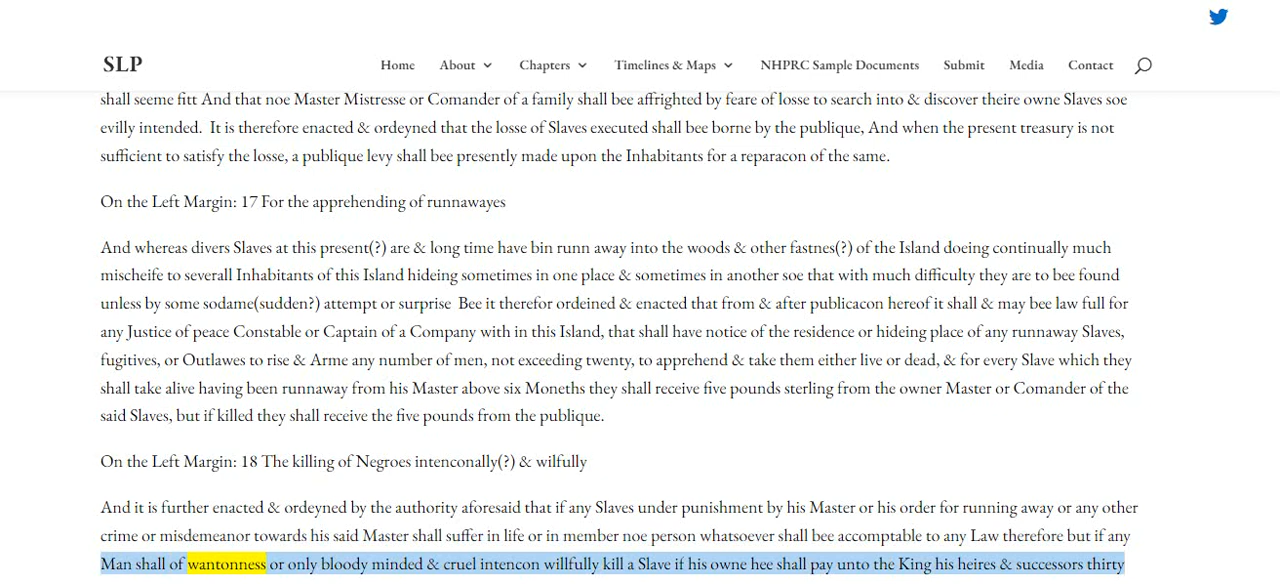 SLP
Home About Chapters Timelines & Maps NHPRC Sample Documents Submit Media Contact
shall seeme fitt And that noe Master Mistresse or Comander of a family shall bee affrighted by feare of losse to search into & discover theire owne Slaves soe
evilly intended.  It is therefore enacted & ordeyned that the losse of Slaves executed shall bee borne by the publique, And when the present treasury is not
sufficient to satisfy the losse, a publique levy shall bee presently made upon the Inhabitants for a reparacon of the same.
On the Left Margin: 17 For the apprehending of runnawayes
And whereas divers Slaves at this present(?) are & long time have bin runn away into the woods & other fastnes(?) of the Island doeing continually much
mischeife to severall Inhabitants of this Island hideing sometimes in one place & sometimes in another soe that with much difficulty they are to bee found
unless by some sodame(sudden?) attempt or surprise  Bee it therefor ordeined & enacted that from & after publicacon hereof it shall & may bee law full for
any Justice of peace Constable or Captain of a Company with in this Island, that shall have notice of the residence or hideing place of any runnaway Slaves,
fugitives, or Outlawes to rise & Arme any number of men, not exceeding twenty, to apprehend & take them either live or dead, & for every Slave which they
shall take alive having been runnaway from his Master above six Moneths they shall receive five pounds sterling from the owner Master or Comander of the
said Slaves, but if killed they shall receive the five pounds from the publique.
On the Left Margin: 18 The killing of Negroes intenconally(?) & wilfully
And it is further enacted & ordeyned by the authority aforesaid that if any Slaves under punishment by his Master or his order for running away or any other
crime or misdemeanor towards his said Master shall suffer in life or in member noe person whatsoever shall bee accomptable to any Law therefore but if any
Man shall of wantonness or only bloody minded & cruel intencon willfully kill a Slave if his owne hee shall pay unto the King his heires & successors thirty